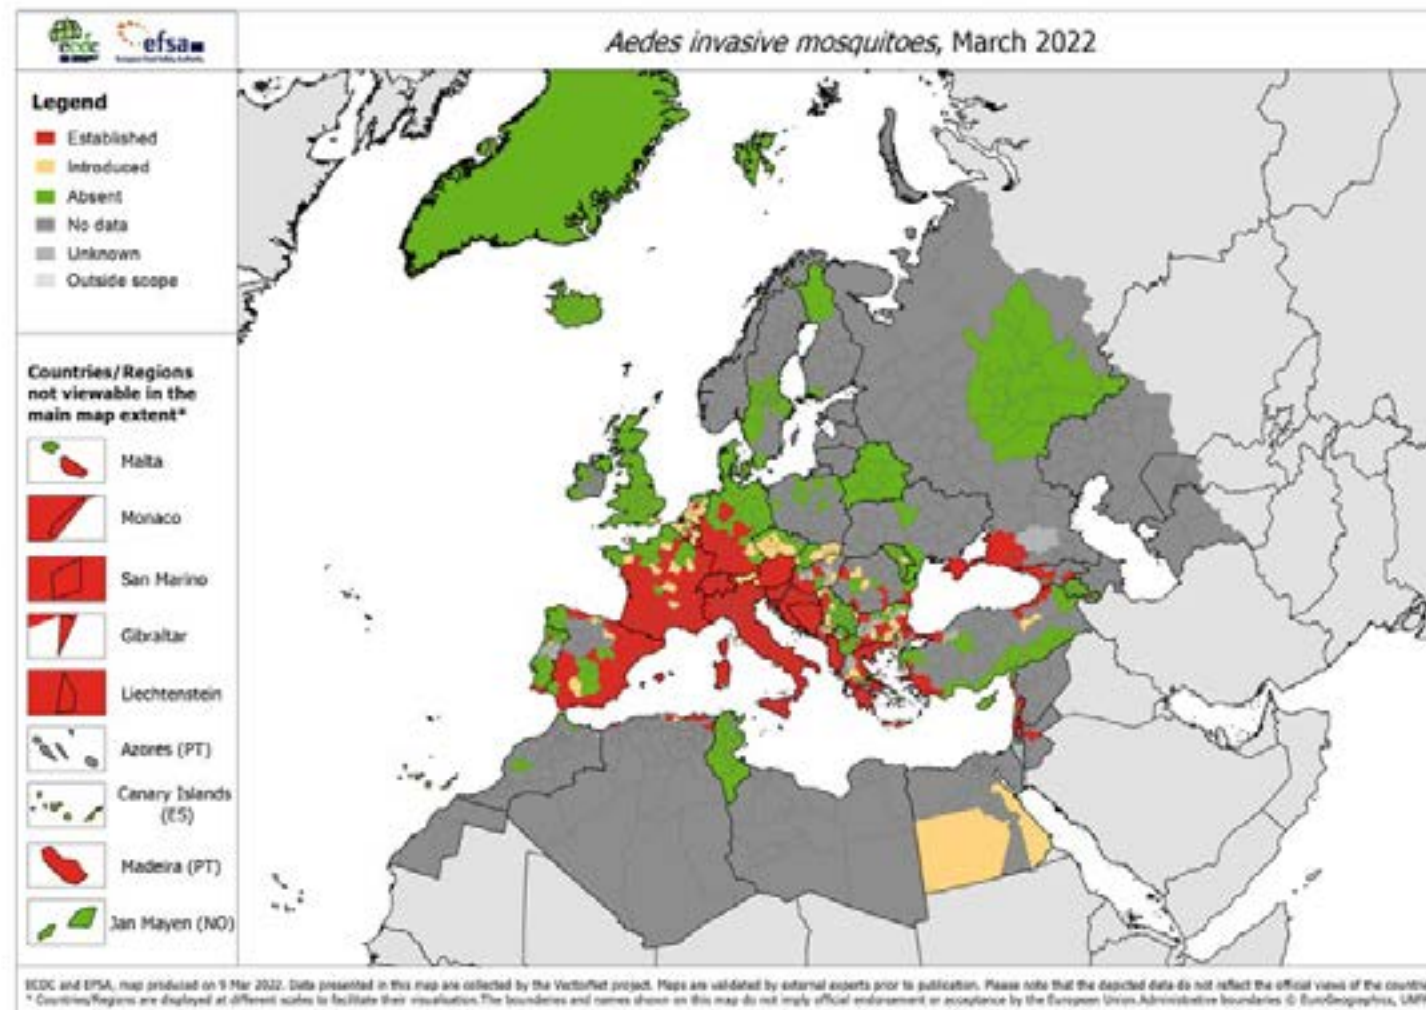 ecdc
efsa
European Food Safety Authority
Aedes invasive mosquitoes, March 2022
Legend
Established
Introduced
Absent
No data
Unknown
Outside scope
Countries/Regions
not viewable in the
main map extent*
Malta
Monaco
San Marino
Gibraltar
Liechtenstein
Azores (PT)
Canary Islands
(ES)
Madeira (PT)
Jan Mayen (NO)
ECDC and EFSA, map produced on 9 Mar 2022. Data presented in this map are collected by the VectorNet project. Maps are validated by external experts prior to publication. Please note that the depicted data do not reflect the official views of the countrie
* Countries/Regions are displayed at different scales to facilitate their visualisation. The boundaries and names shown on this map do not imply official endorsement or acceptance by the European Union. Administrative boundaries © EuroGeographics, UNFA